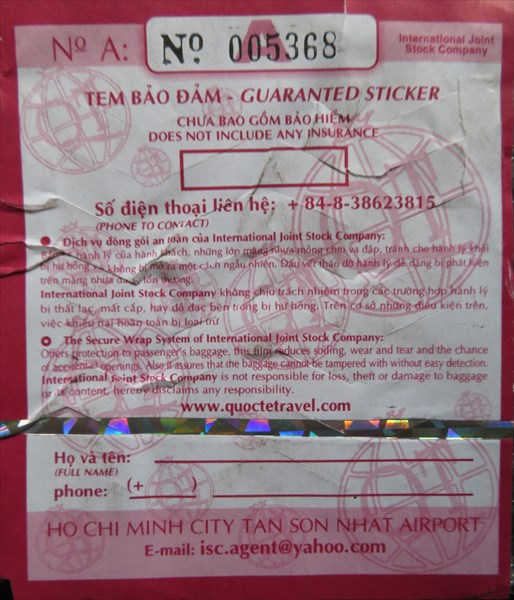 Nº A: Nº 005368
International Joint
Stock Company
TEM BẢO ĐẢM - GUARANTED STICKER
CHƯA BAO GỒM BẢO HIỂM
DOES NOT INCLUDE ANY INSURANCE
Số điện thoại liên hệ: + 84-8-38623815
(PHONE TO CONTACT)
Dịch vụ đóng gói an toàn của International Joint Stock Company:
hành lý của hành khách, những lớp màng nhựa mỏng chịu va đập, tránh cho hành lý khỏi
bị hư hỏng và không bị mở ra một cách ngẫu nhiên. Dấu vết tháo dỡ hành lý dễ dàng bị phát hiện
trên màng nhựa tổn thương.
International Joint Stock Company không chịu trách nhiệm trong các trường hợp hành lý
bị thất lạc, mất cắp, hay đồ đạc bên trong bị hư hỏng. Trên cơ sở những điều kiện trên,
việc khiếu nại hoàn toàn bị loại trừ
The Secure Wrap System of International Joint Stock Company:
Offers protection to passenger's baggage, this film reduces soiling, wear and tear and the chance
of accidental openings. Also it assures that the baggage cannot be tampered with without easy detection.
International Joint Stock Company is not responsible for loss, theft or damage to baggage
or its content, hereby disclaims any responsibility.
www.quoctetravel.com
Họ và tên:
(FULL NAME)
phone: (+ )
HO CHI MINH CITY TAN SON NHAT AIRPORT
E-mail: isc.agent@yahoo.com